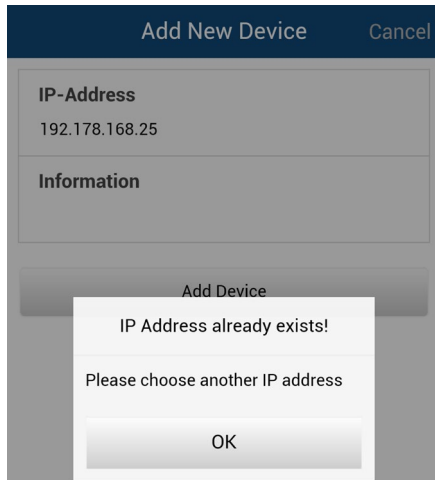 Add New Device Cancel
IP-Address
192.178.168.25
Information
Add Device
IP Address already exists!
Please choose another IP address
OK